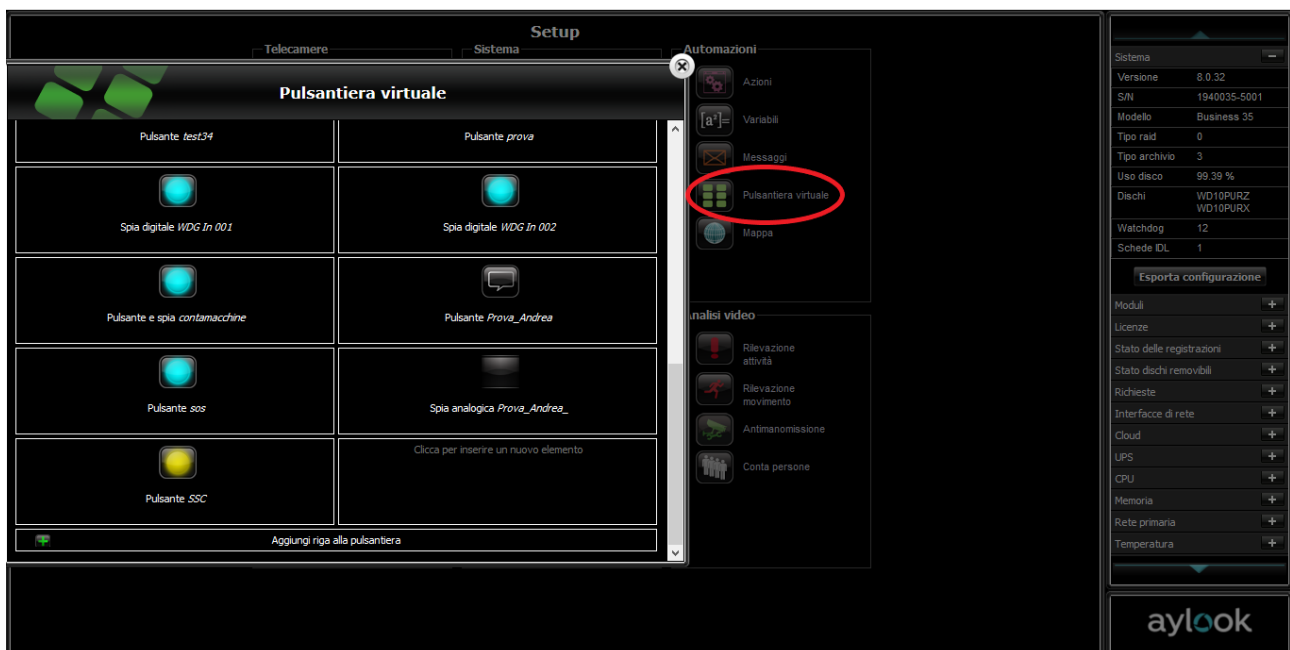 Setup
Telecamere
Sistema
Automazioni
Pulsantiera virtuale
Pulsante test34
Pulsante prova
Spia digitale WDG In 001
Spia digitale WDG In 002
Pulsante e spia contamacchine
Pulsante Prova_Andrea
Pulsante sos
Spia analogica Prova_Andrea_
Pulsante SSC
Clicca per inserire un nuovo elemento
Aggiungi riga alla pulsantiera
Azioni
[a²]=
Variabili
Messaggi
Pulsantiera virtuale
Mappa
nalisi video
Rilevazione
attività
Rilevazione
movimento
Antimanomissione
Conta persone
Sistema
Versione 8.0.32
S/N 1940035-5001
Modello Business 35
Tipo raid 0
Tipo archivio 3
Uso disco 99.39 %
Dischi WD10PURZ
WD10PURX
Watchdog 12
Schede IDL 1
Esporta configurazione
Moduli
Licenze
Stato delle registrazioni
Stato dischi removibili
Richieste
Interfacce di rete
Cloud
UPS
CPU
Memoria
Rete primaria
Temperatura
aylook